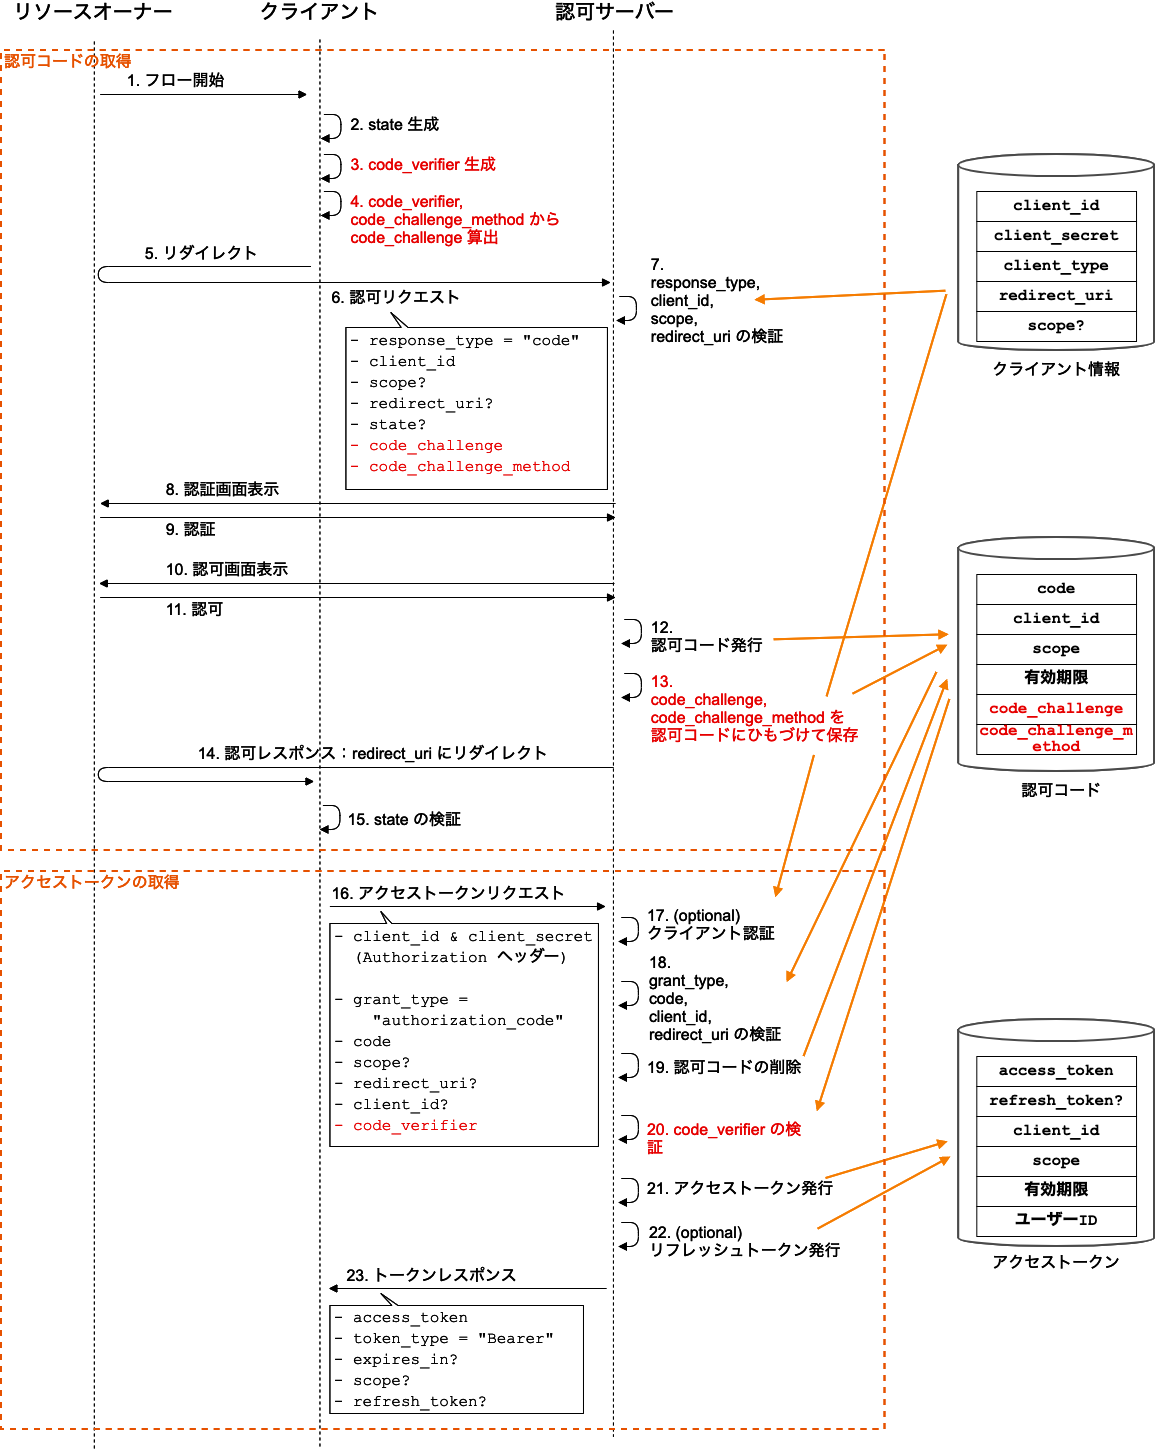 リソースオーナー
クライアント
認可サーバー
認可コードの取得
1. フロー開始
2. state 生成
3. code_verifier 生成
4. code_verifier,
code_challenge_method から
code_challenge 算出
5. リダイレクト
6. 認可リクエスト
- response_type = "code"
- client_id
- scope?
- redirect_uri?
- state?
- code_challenge
- code_challenge_method
7.
response_type,
client_id,
scope,
redirect_uri の検証
client_id
client_secret
client_type
redirect_uri
scope?
クライアント情報
8. 認証画面表示
9. 認証
10. 認可画面表示
11. 認可
12.
認可コード発行
13.
code_challenge,
code_challenge_method を
認可コードにひもづけて保存
code
client_id
scope
有効期限
code_challenge
code_challenge_m
ethod
認可コード
14. 認可レスポンス：redirect_uri にリダイレクト
15. state の検証
アクセストークンの取得
16. アクセストークンリクエスト
- client_id & client_secret
(Authorization ヘッダー)
- grant_type =
"authorization_code"
- code
- scope?
- redirect_uri?
- client_id?
- code_verifier
17. (optional)
クライアント認証
18.
grant_type,
code,
client_id,
redirect_uri の検証
19. 認可コードの削除
20. code_verifier の検
証
21. アクセストークン発行
22. (optional)
リフレッシュトークン発行
access_token
refresh_token?
client_id
scope
有効期限
ユーザーID
アクセストークン
23. トークンレスポンス
- access_token
- token_type = "Bearer"
- expires_in?
- scope?
- refresh_token?